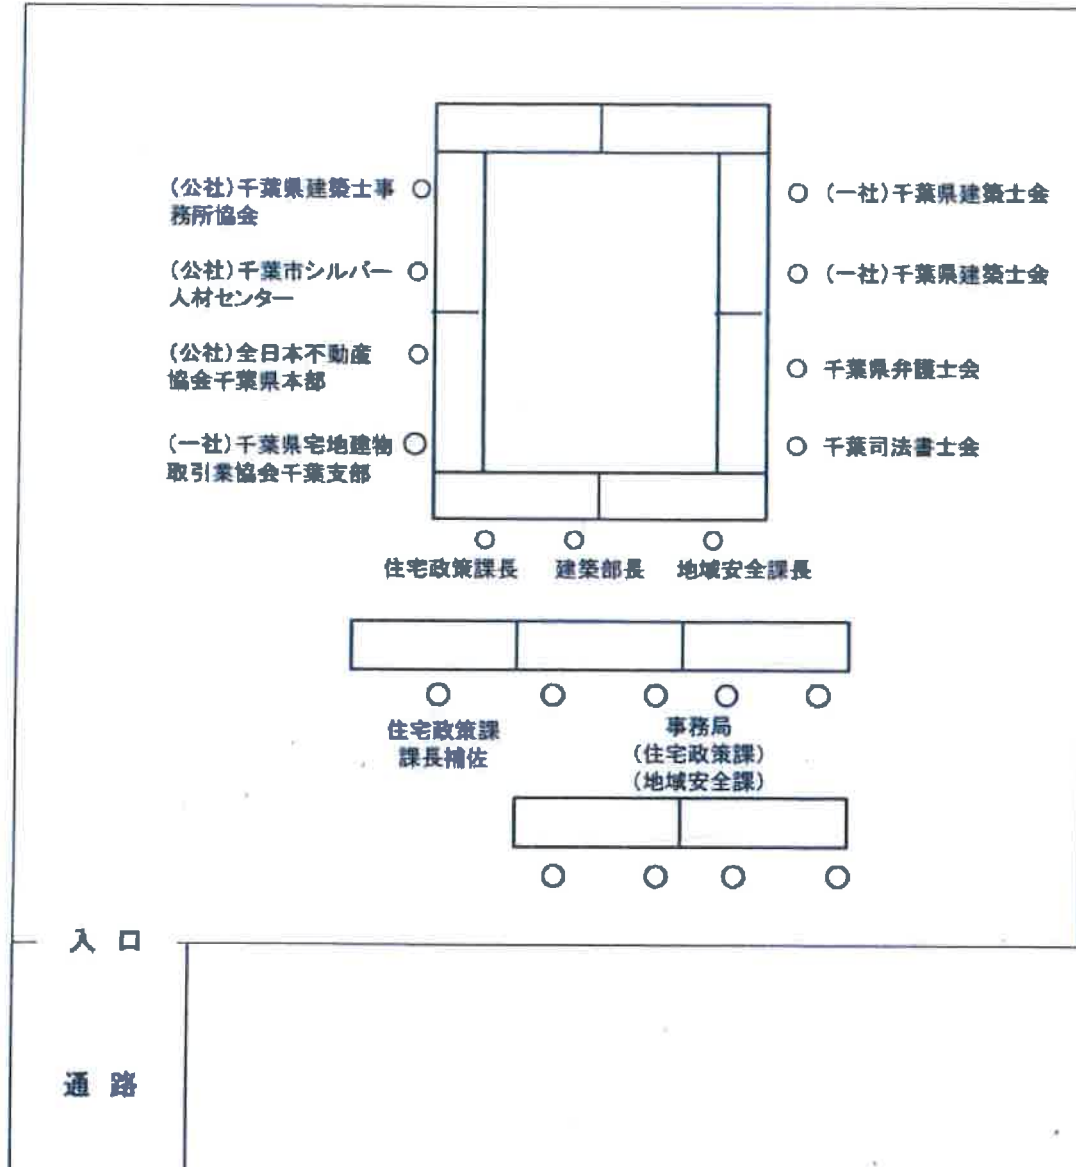 (公社)千葉県建築士事
務所協会
(一社)千葉県建築士会
(公社)千葉市シルバー
人材センター
(一社)千葉県建築士会
(公社)全日本不動産
協会千葉県本部
千葉県弁護士会
(一社)千葉県宅地建物
取引業協会千葉支部
千葉司法書士会
住宅政策課長
建築部長
地域安全課長
住宅政策課
課長補佐
事務局
(住宅政策課)
(地域安全課)
入口
通路